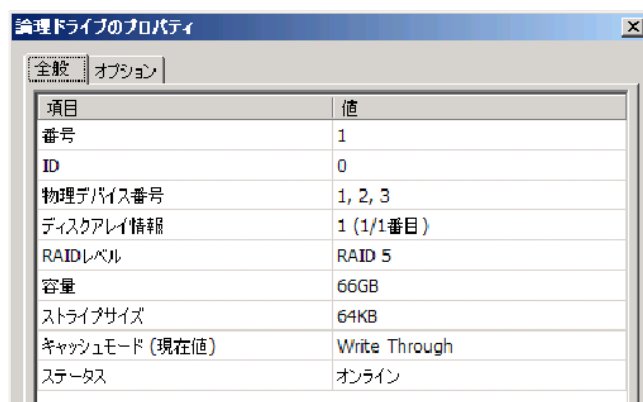 論理ドライブのプロパティ
全般 オプション
項目 値
番号 1
ID 0
物理デバイス番号 1, 2, 3
ディスクアレイ情報 1 (1/1番目)
RAIDレベル RAID 5
容量 66GB
ストライプサイズ 64KB
キャッシュモード (現在値) Write Through
ステータス オンライン